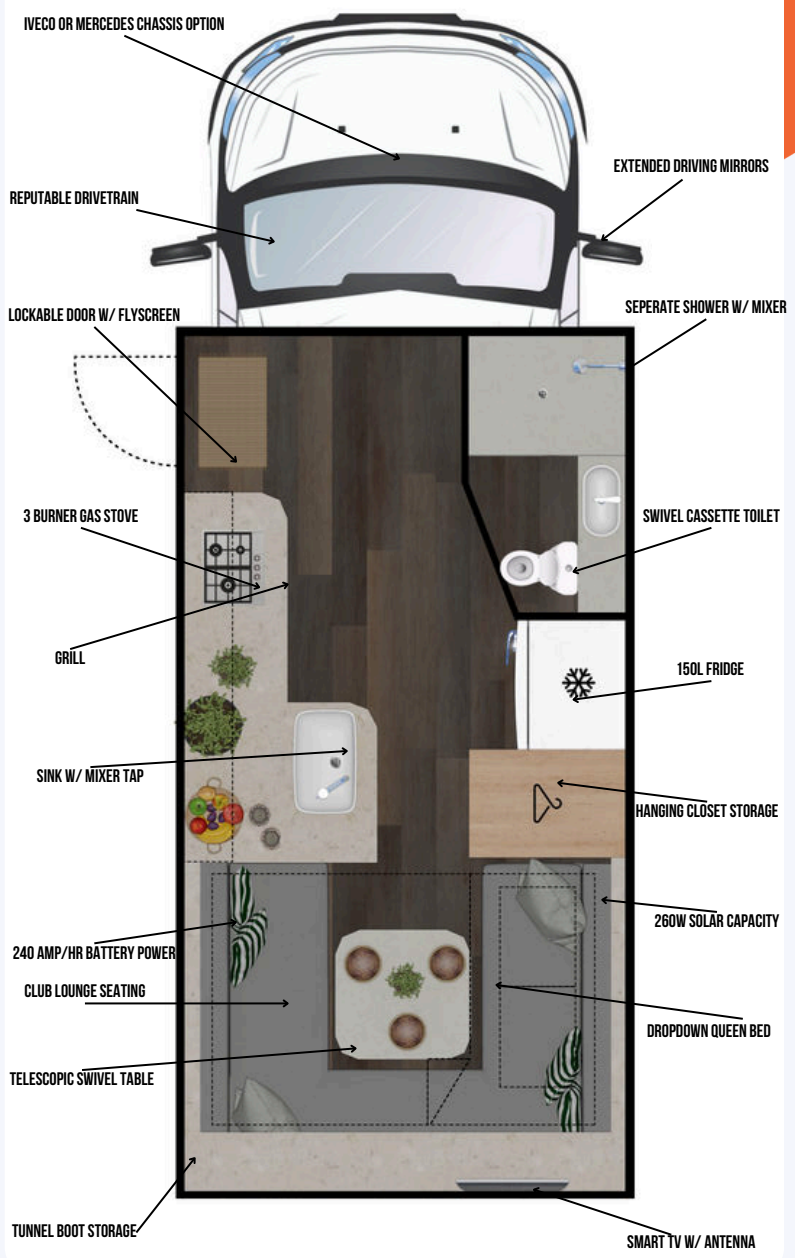 IVECO OR MERCEDES CHASSIS OPTION
EXTENDED DRIVING MIRRORS
REPUTABLE DRIVETRAIN
SEPERATE SHOWER W/ MIXER
LOCKABLE DOOR W/ FLYSCREEN
3 BURNER GAS STOVE
SWIVEL CASSETTE TOILET
GRILL
150L FRIDGE
SINK W/ MIXER TAP
HANGING CLOSET STORAGE
260W SOLAR CAPACITY
240 AMP/HR BATTERY POWER
CLUB LOUNGE SEATING
DROPDOWN QUEEN BED
TELESCOPIC SWIVEL TABLE
TUNNEL BOOT STORAGE
SMART TV W/ ANTENNA